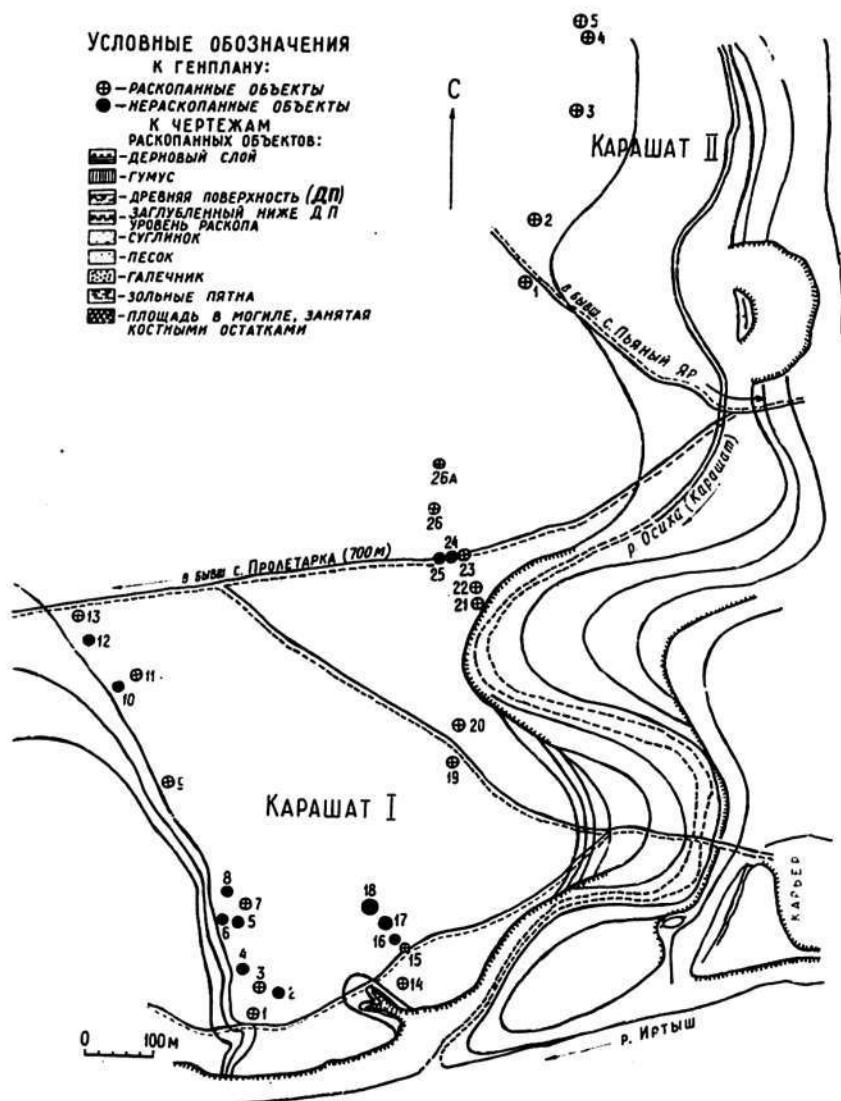 УСЛОВНЫЕ ОБОЗНАЧЕНИЯ
К ГЕНПЛАНУ:
– РАСКОПАННЫЕ ОБЪЕКТЫ
– НЕРАСКОПАННЫЕ ОБЪЕКТЫ
К ЧЕРТЕЖАМ
РАСКОПАННЫХ ОБЪЕКТОВ:
– ДЕРНОВЫЙ СЛОЙ
– ГУМУС
– ДРЕВНЯЯ ПОВЕРХНОСТЬ (ДП)
– ЗАГЛУБЛЕННЫЙ НИЖЕ ДП
УРОВЕНЬ РАСКОПА
– СУГЛИНОК
– ПЕСОК
– ГАЛЕЧНИК
– ЗОЛЬНЫЕ ПЯТНА
– ПЛОЩАДЬ В МОГИЛЕ, ЗАНЯТАЯ
КОСТНЫМИ ОСТАТКАМИ
С
5
4
3
КАРАШАТ II
2
1
В БЫВШ С. ПЬЯНЫЙ ЯР
26А
26
24
25
23
22
21
Р ОСИХА (КАРАШАТ)
В БЫВШ С. ПРОЛЕТАРКА (700М)
13
12
11
10
20
19
9
КАРАШАТ I
8
7
6
5
18
17
16
15
4
3
2
14
1
КАРЬЕР
0 100М
Р. ИРТЫШ